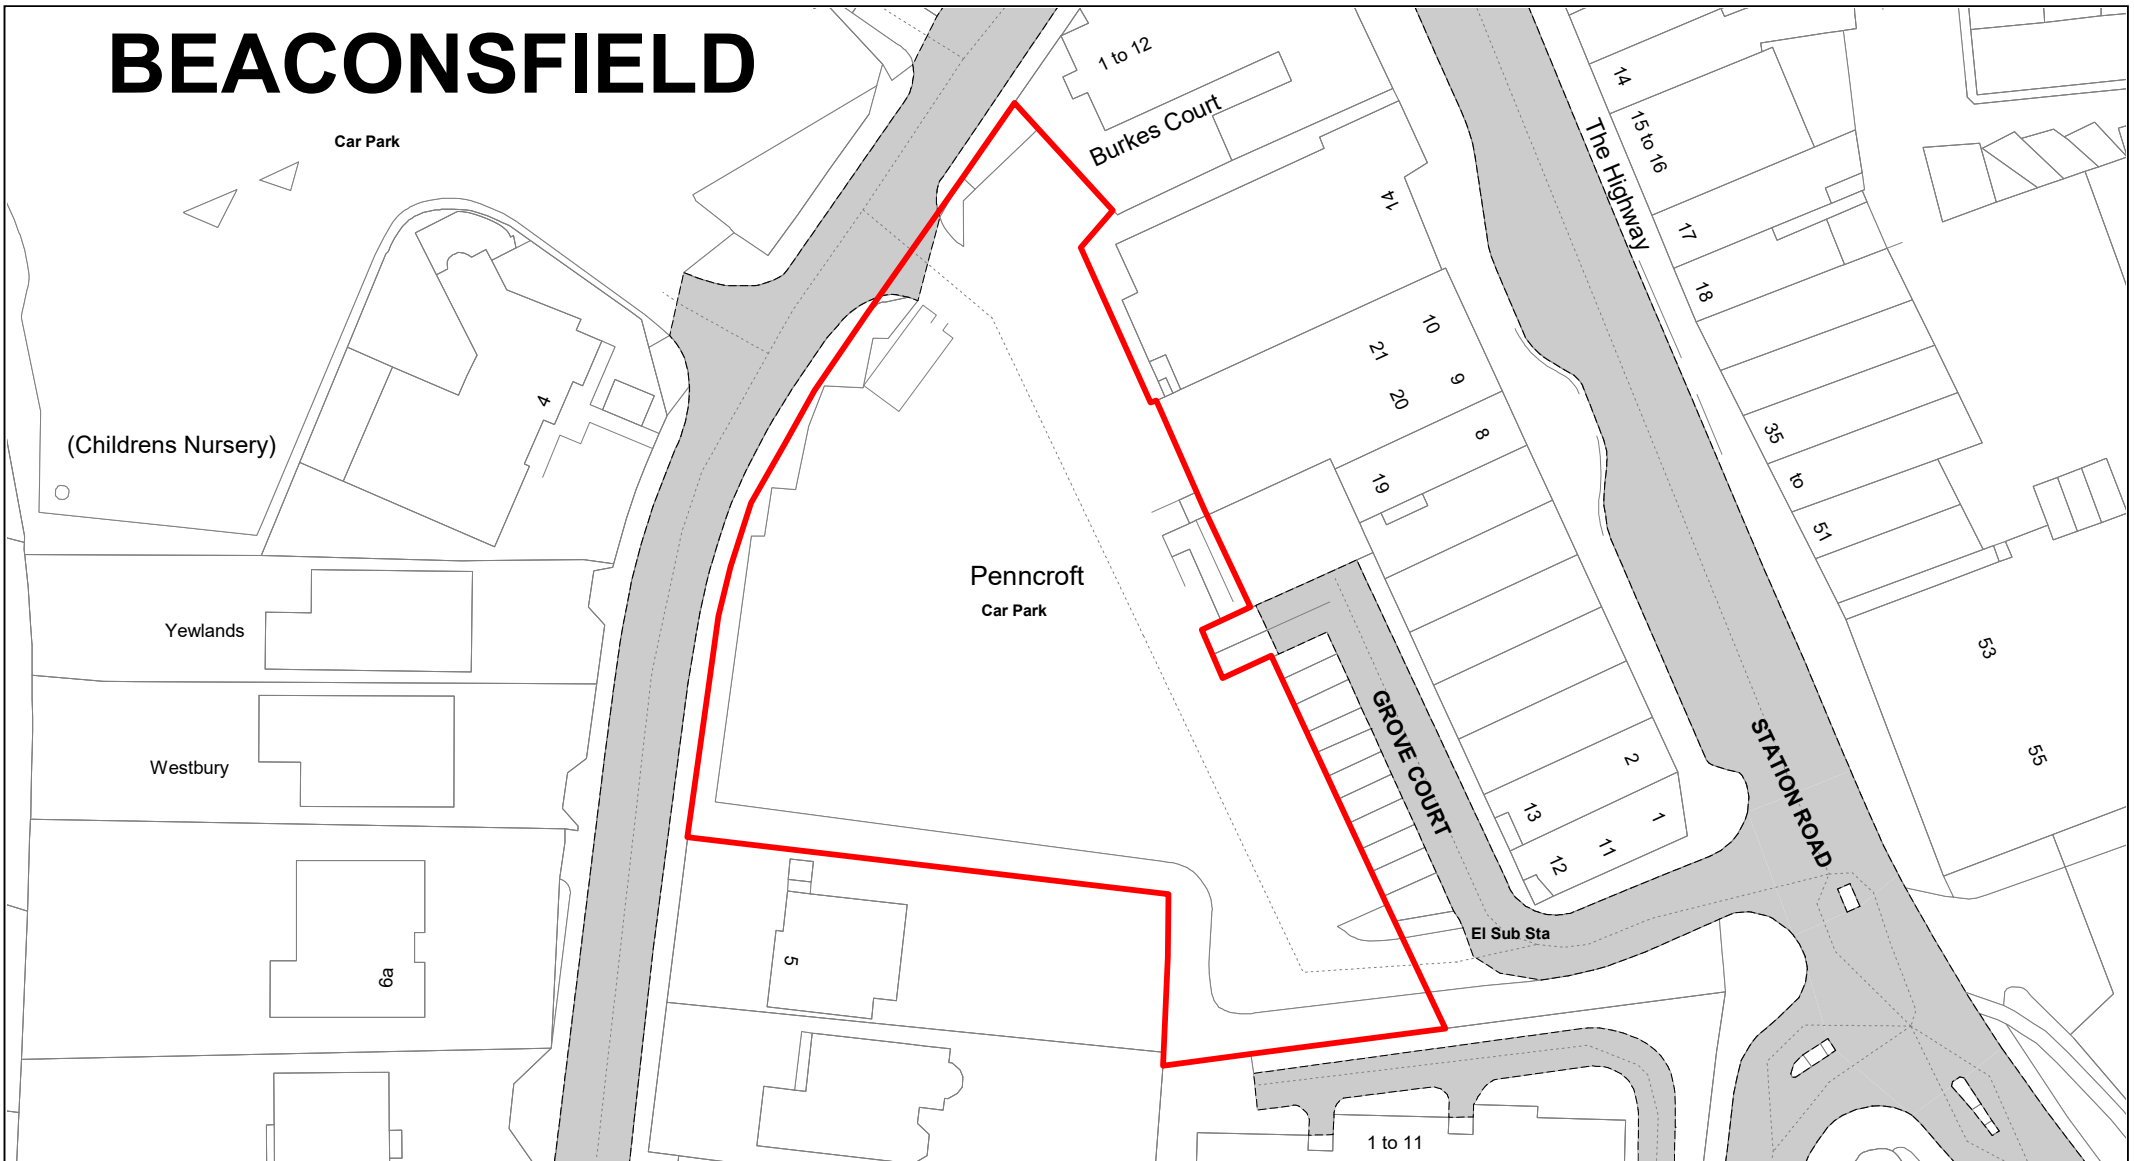 BEACONSFIELD
Car Park
1 to 12
Burkes Court
14
The Highway
14
15 to 16
17
18
(Childrens Nursery)
4
10
21
9
20
8
19
35
to
51
Penncroft
Car Park
Yewlands
Westbury
53
55
GROVE COURT
STATION ROAD
2
1
13
11
12
El Sub Sta
5
6a
1 to 11